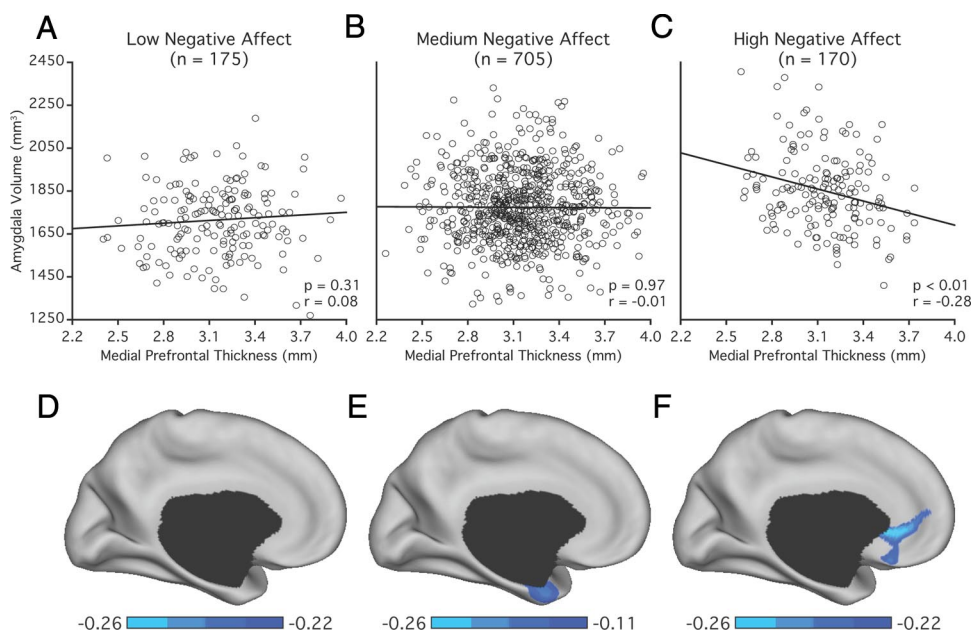 A
Low Negative Affect
(n = 175)
B
Medium Negative Affect
(n = 705)
C
High Negative Affect
(n = 170)
Amygdala Volume (mm³)
2450
2250
2050
1850
1650
1450
1250
p = 0.31
r = 0.08
p = 0.97
r = -0.01
p < 0.01
r = -0.28
2.2 2.5 2.8 3.1 3.4 3.7 4.0
Medial Prefrontal Thickness (mm)
2.2 2.5 2.8 3.1 3.4 3.7 4.0
Medial Prefrontal Thickness (mm)
2.2 2.5 2.8 3.1 3.4 3.7 4.0
Medial Prefrontal Thickness (mm)
D
E
F
-0.26 -0.22
-0.26 -0.11
-0.26 -0.22